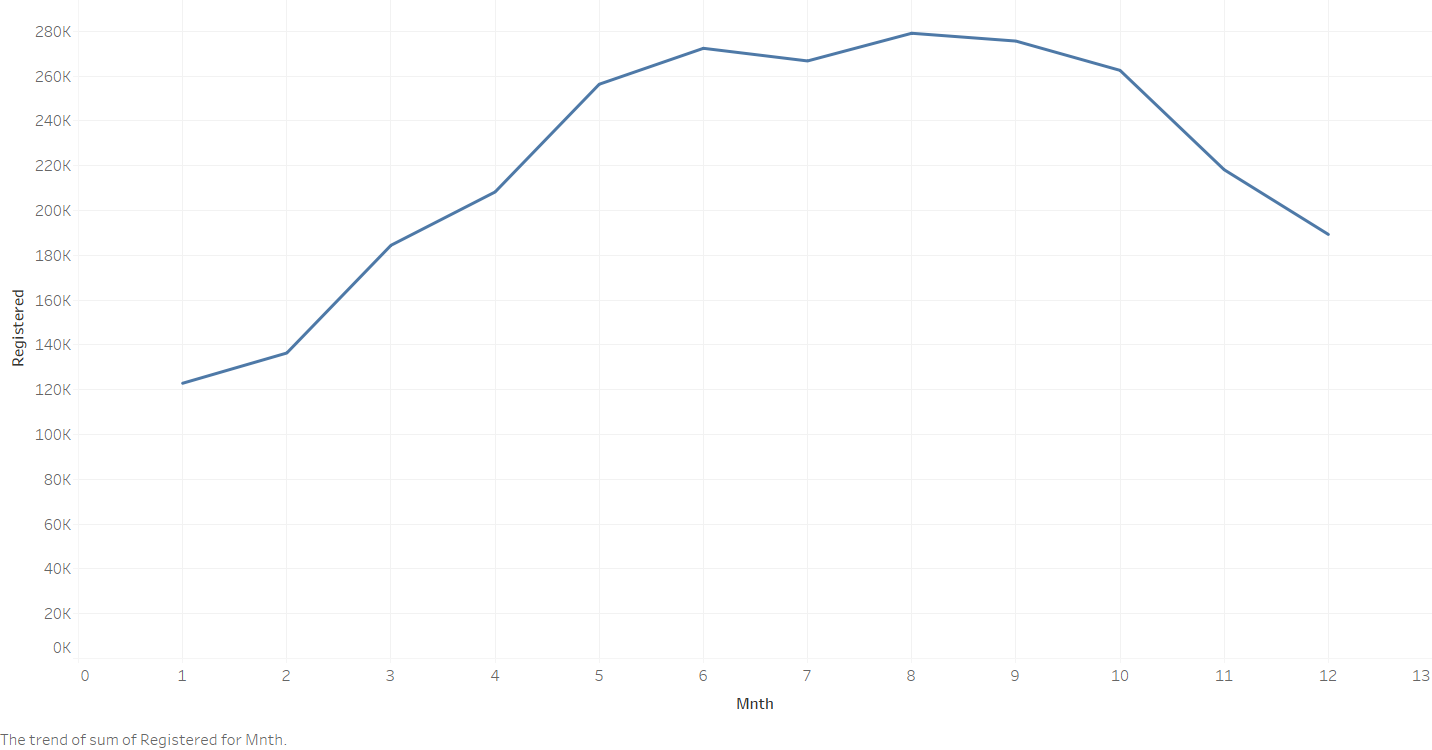 280K
260K
240K
220K
200K
180K
160K
140K
120K
100K
80K
60K
40K
20K
0K
Registered
0 1 2 3 4 5 6 7 8 9 10 11 12 13
Mnth
The trend of sum of Registered for Mnth.